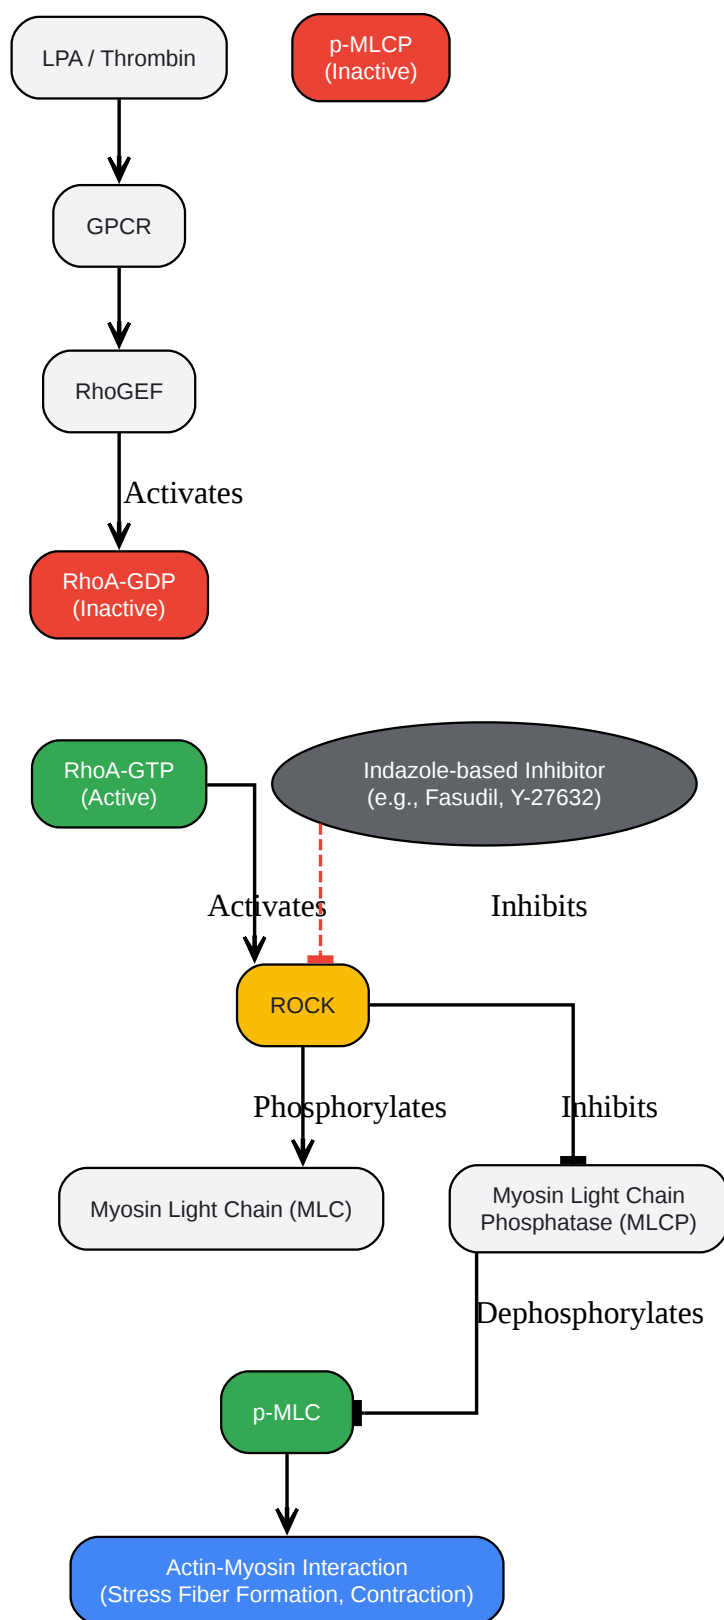 LPA / Thrombin
p-MLCP
(Inactive)
GPCR
RhoGEF
Activates
RhoA-GDP
(Inactive)
RhoA-GTP
(Active)
Indazole-based Inhibitor
(e.g., Fasudil, Y-27632)
Activates
Inhibits
ROCK
Phosphorylates
Inhibits
Myosin Light Chain (MLC)
Myosin Light Chain
Phosphatase (MLCP)
Dephosphorylates
p-MLC
Actin-Myosin Interaction
(Stress Fiber Formation, Contraction)